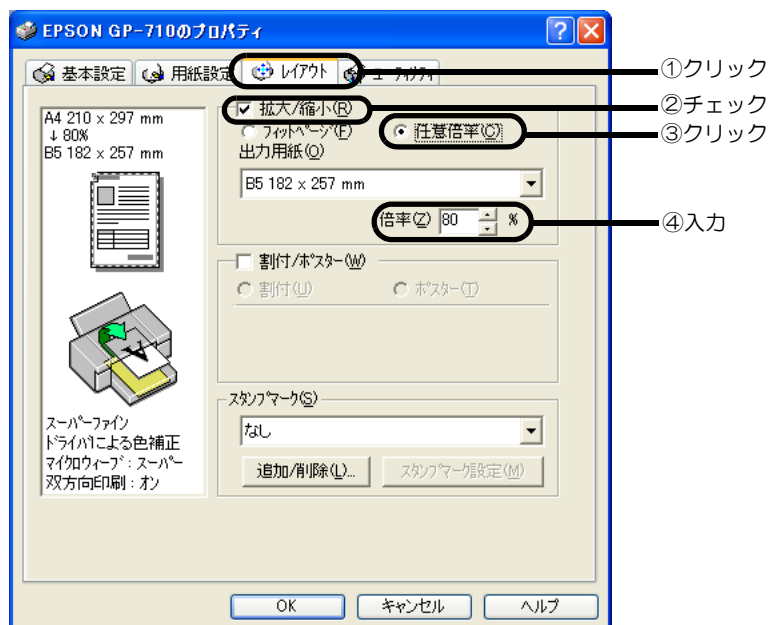 EPSON GP-710のプロパティ
基本設定
用紙設定
レイアウト
ユーティリティ
①クリック
A4 210 x 297 mm
↓ 80%
B5 182 x 257 mm
拡大/縮小(R)
②チェック
フィットページ(F)
任意倍率(C)
③クリック
出力用紙(O)
B5 182 x 257 mm
倍率(Z) 80 %
④入力
割付/ポスター(W)
割付(U)
ポスター(T)
スタンプマーク(S)
なし
追加/削除(L)...
スタンプマーク設定(M)
スーパーファイン
ドライバによる色補正
マイクロウィーブ：スーパー
双方向印刷：オン
OK
キャンセル
ヘルプ